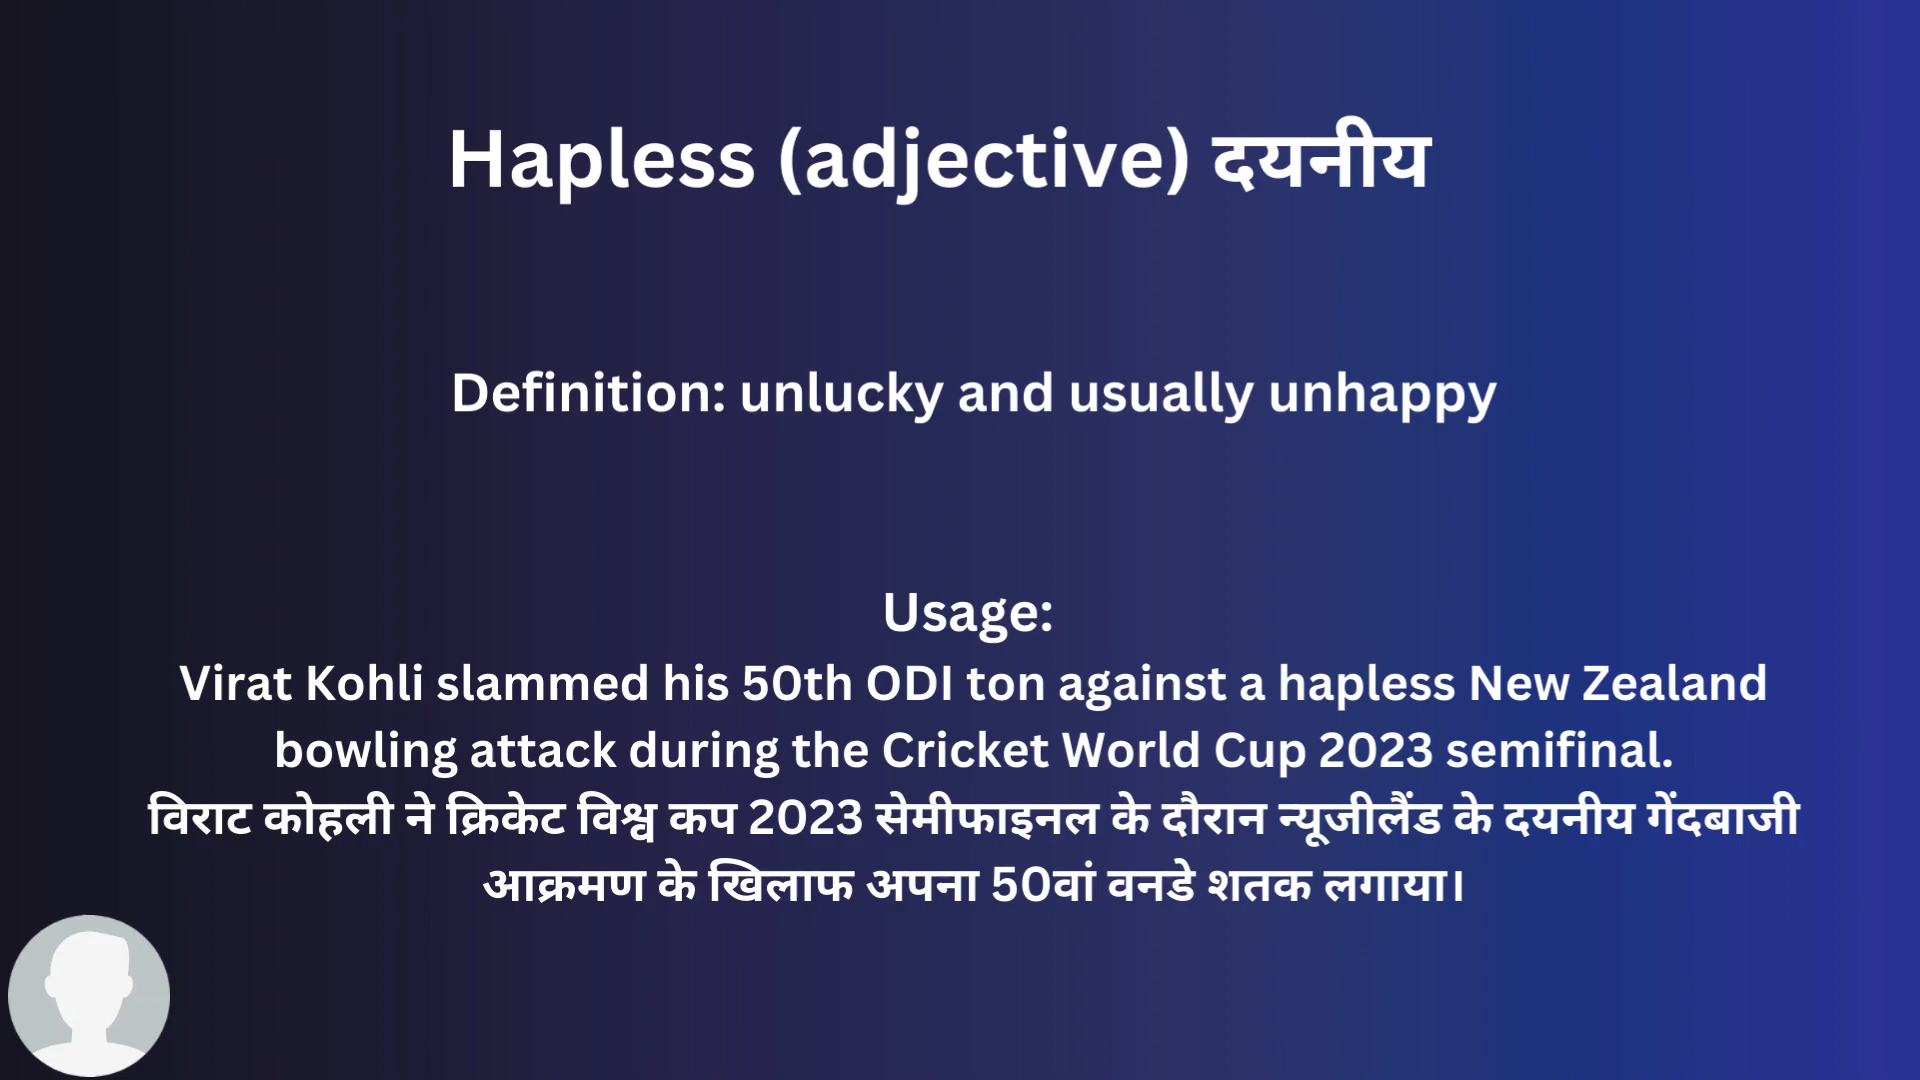 Hapless (adjective) दयनीय
Definition: unlucky and usually unhappy
Usage:
Virat Kohli slammed his 50th ODI ton against a hapless New Zealand
bowling attack during the Cricket World Cup 2023 semifinal.
विराट कोहली ने क्रिकेट विश्व कप 2023 सेमीफाइनल के दौरान न्यूजीलैंड के दयनीय गेंदबाजी
आक्रमण के खिलाफ अपना 50वां वनडे शतक लगाया।